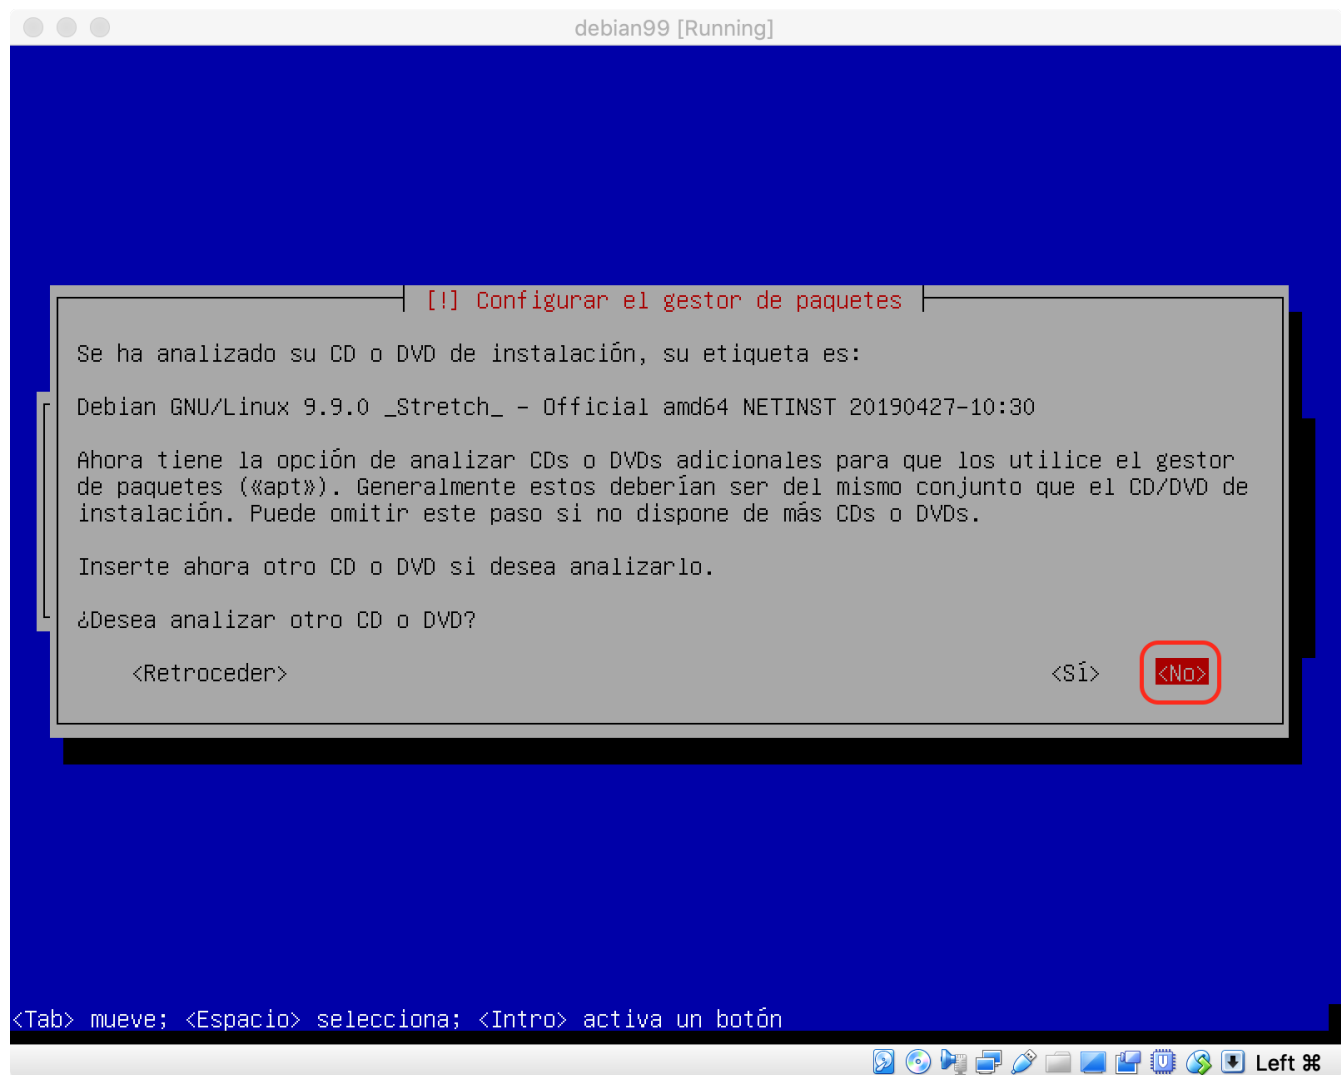 debian99 [Running]
[!] Configurar el gestor de paquetes
Se ha analizado su CD o DVD de instalación, su etiqueta es:
Debian GNU/Linux 9.9.0 _Stretch_ - Official amd64 NETINST 20190427-10:30
Ahora tiene la opción de analizar CDs o DVDs adicionales para que los utilice el gestor
de paquetes («apt»). Generalmente estos deberían ser del mismo conjunto que el CD/DVD de
instalación. Puede omitir este paso si no dispone de más CDs o DVDs.
Inserte ahora otro CD o DVD si desea analizarlo.
¿Desea analizar otro CD o DVD?
<Retroceder> <Sí> <No>
<Tab> mueve; <Espacio> selecciona; <Intro> activa un botón
Left ⌘